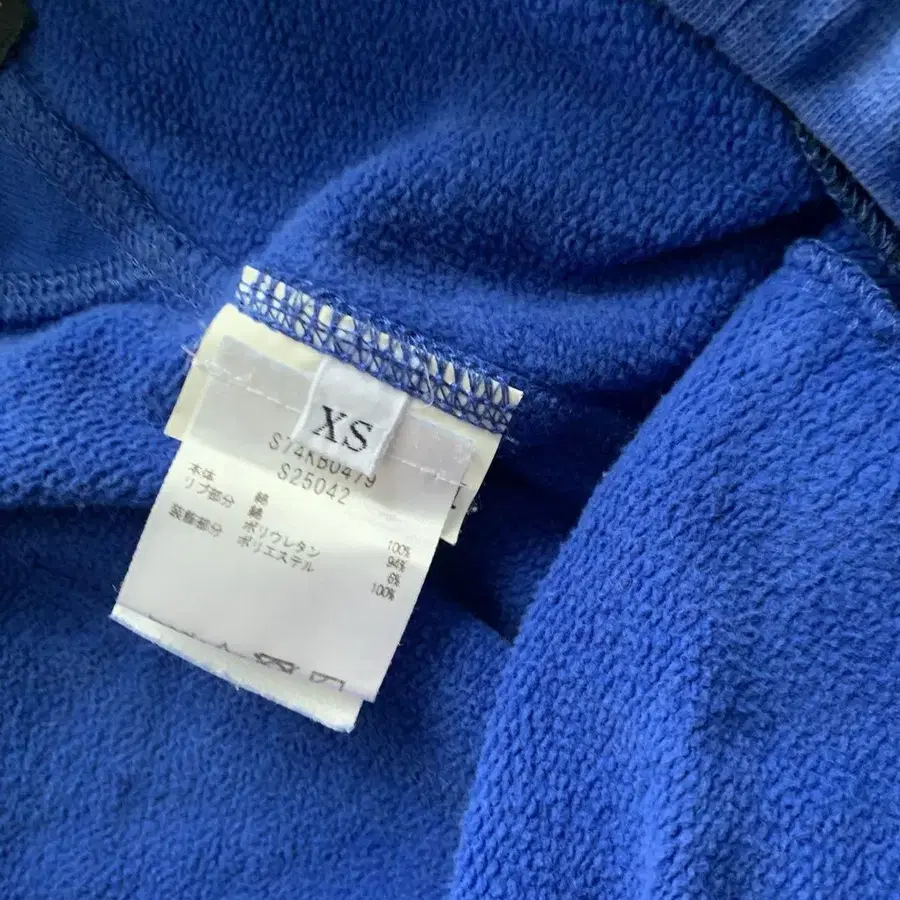 XS
S74KB0479
S25042
本体 綿 100%
リブ部分 綿 94%
ポリウレタン 6%
装着部分 ポリエステル 100%